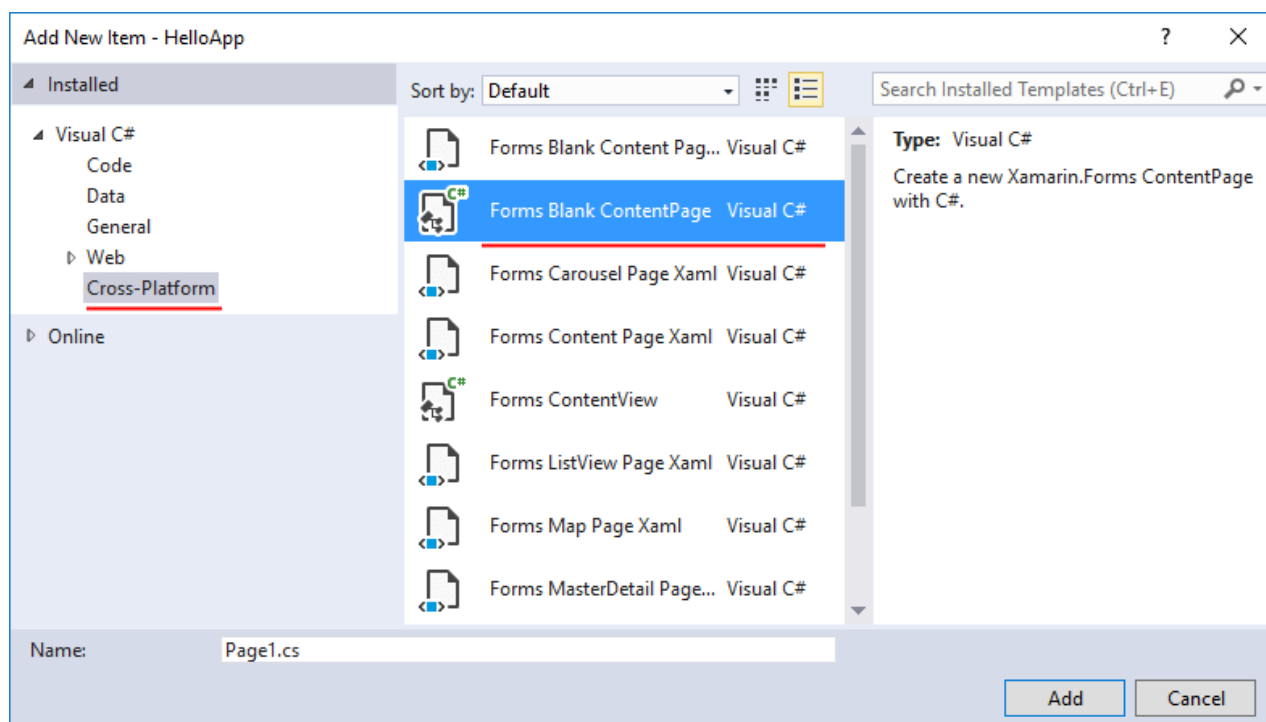 Add New Item - HelloApp
?
Installed
Visual C#
Code
Data
General
Web
Cross-Platform
Online
Sort by: Default
Forms Blank Content Pag... Visual C#
C#
Forms Blank ContentPage Visual C#
Forms Carousel Page Xaml Visual C#
Forms Content Page Xaml Visual C#
C#
Forms ContentView Visual C#
Forms ListView Page Xaml Visual C#
Forms Map Page Xaml Visual C#
Forms MasterDetail Page... Visual C#
Search Installed Templates (Ctrl+E)
Type: Visual C#
Create a new Xamarin.Forms ContentPage
with C#.
Name: Page1.cs
Add Cancel